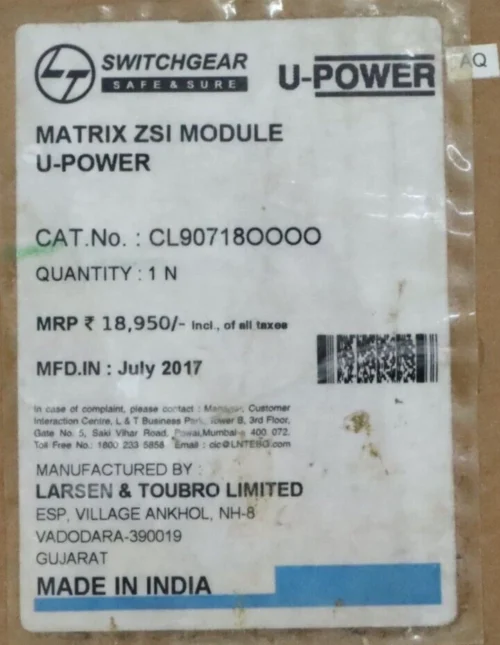 LT SWITCHGEAR
SAFE & SURE
U-POWER
AQ
MATRIX ZSI MODULE
U-POWER
CAT.No. : CL90718OOOO
QUANTITY : 1 N
MRP ₹ 18,950/- Incl., of all taxes
MFD.IN : July 2017
In case of complaint, please contact : Manager, Customer
Interaction Centre, L & T Business Park, Tower B, 3rd Floor,
Gate No. 5, Saki Vihar Road, Powai, Mumbai - 400 072.
Toll Free No.: 1800 233 5858 Email : cic@LNTEBG.com
MANUFACTURED BY :
LARSEN & TOUBRO LIMITED
ESP, VILLAGE ANKHOL, NH-8
VADODARA-390019
GUJARAT
MADE IN INDIA